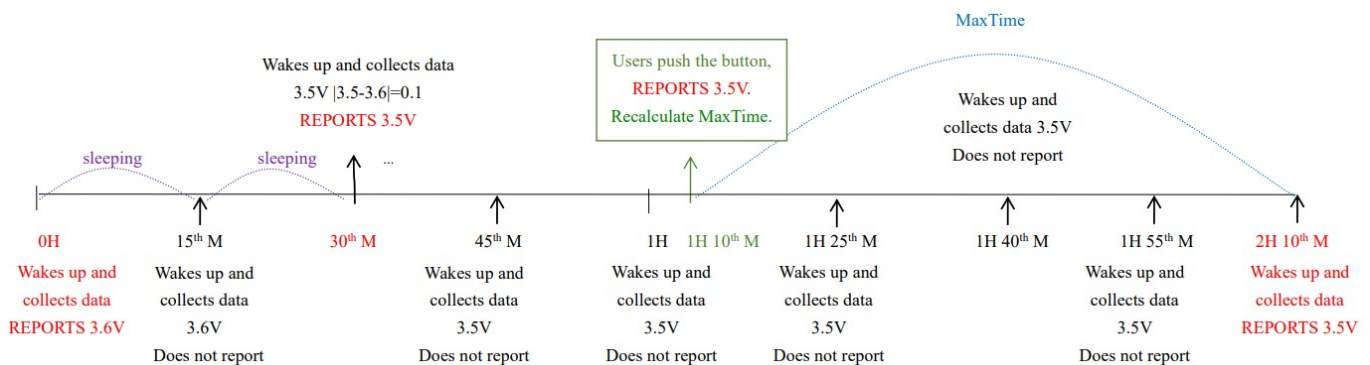 MaxTime
Wakes up and collects data
3.5V |3.5-3.6|=0.1
REPORTS 3.5V
Users push the button,
REPORTS 3.5V.
Recalculate MaxTime.
Wakes up and
collects data 3.5V
Does not report
sleeping
sleeping
...
0H
15th M
30th M
45th M
1H
1H 10th M
1H 25th M
1H 40th M
1H 55th M
2H 10th M
Wakes up and
collects data
REPORTS 3.6V
Wakes up and
collects data
3.6V
Does not report
Wakes up and
collects data
3.5V
Does not report
Wakes up and
collects data
3.5V
Does not report
Wakes up and
collects data
3.5V
Does not report
Wakes up and
collects data
3.5V
Does not report
Wakes up and
collects data
REPORTS 3.5V